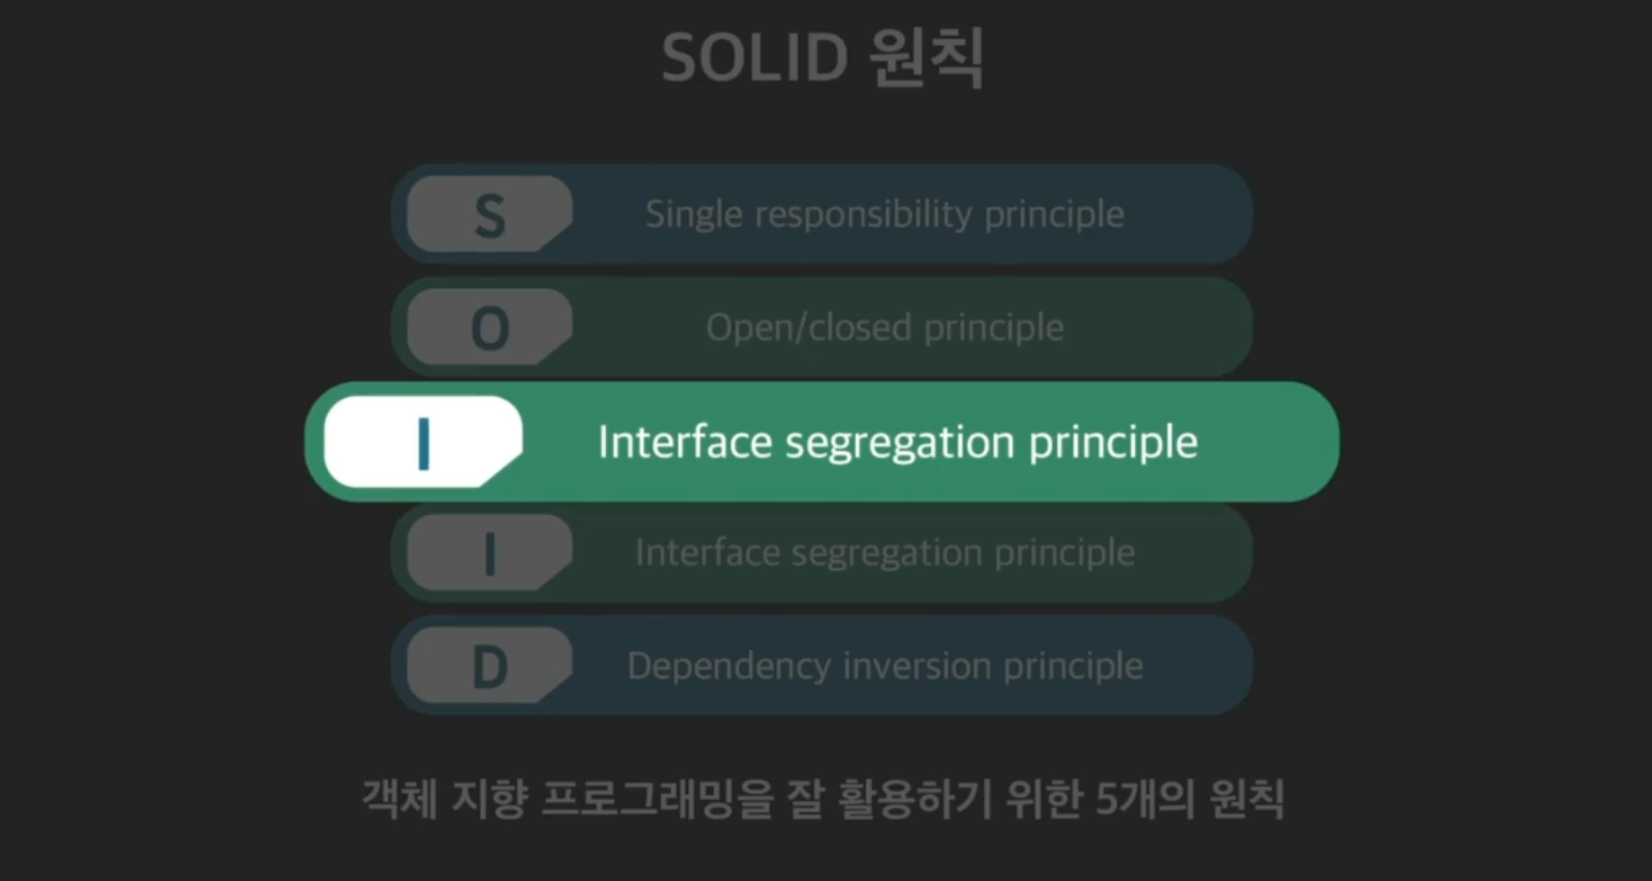 SOLID 원칙
S Single responsibility principle
O Open/closed principle
I Interface segregation principle
I Interface segregation principle
D Dependency inversion principle
객체 지향 프로그래밍을 잘 활용하기 위한 5개의 원칙